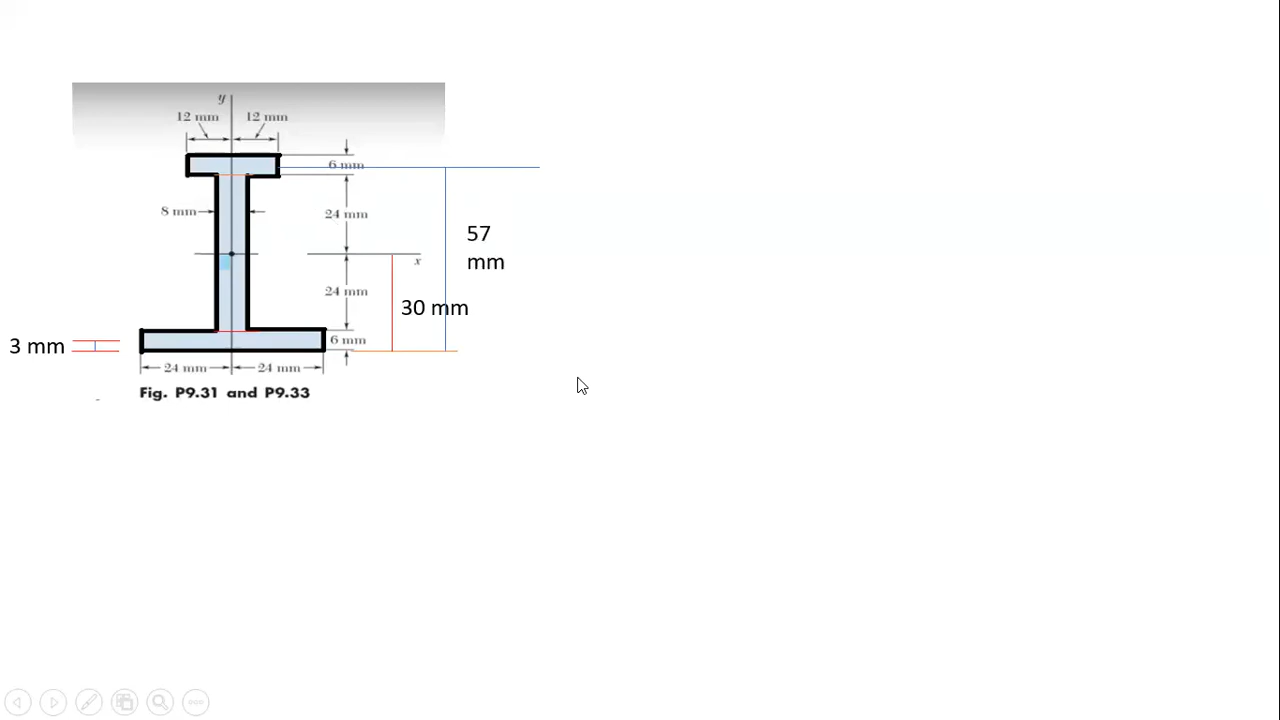 y
12 mm 12 mm
6 mm
8 mm
24 mm
57
mm
x
24 mm
30 mm
6 mm
3 mm
24 mm 24 mm
Fig. P9.31 and P9.33